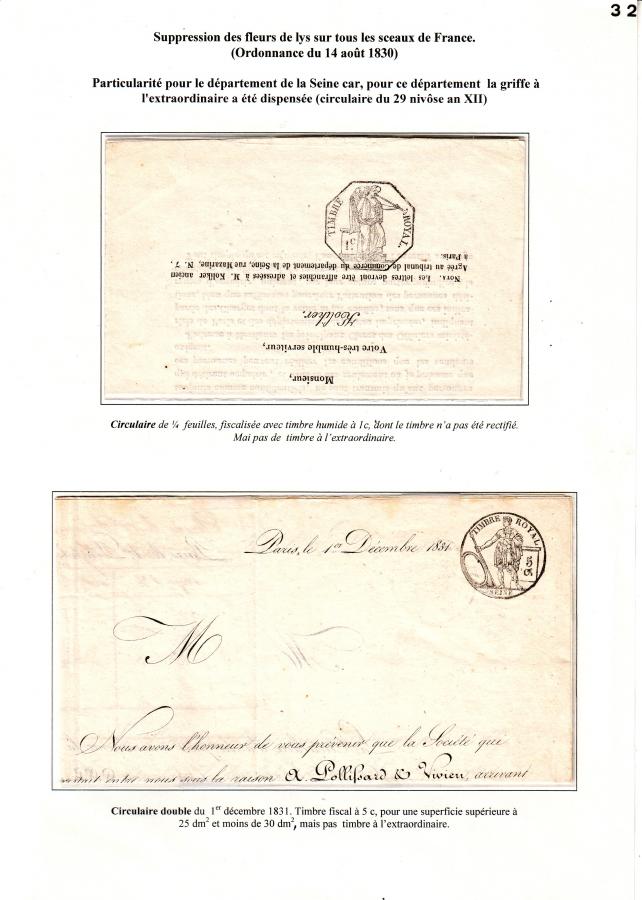 32
Suppression des fleurs de lys sur tous les sceaux de France.
(Ordonnance du 14 août 1830)
Particularité pour le département de la Seine car, pour ce département la griffe à
l'extraordinaire a été dispensée (circulaire du 29 nivôse an XII)
TIMBRE ROYAL.
Monsieur,
Votre très-humble serviteur,
Koliker.
Nota. Les lettres devront être affranchies et adressées à M. Koliker ancien
Agréé au tribunal de Commerce du département de la Seine, rue Mazarine, N. 7,
à Paris.
Circulaire de ¼ feuilles, fiscalisée avec timbre humide à 1c, dont le timbre n'a pas été rectifié.
Mai pas de timbre à l'extraordinaire.
TIMBRE ROYAL
5 C.
SEINE
Paris, le 1er Décembre 1831
M
Nous avons l'honneur de vous prévenir que la Société qui
entre nous sous la raison A. Pollissard & Vivien, arrivant
Circulaire double du 1er décembre 1831. Timbre fiscal à 5 c, pour une superficie supérieure à
25 dm² et moins de 30 dm², mais pas timbre à l'extraordinaire.